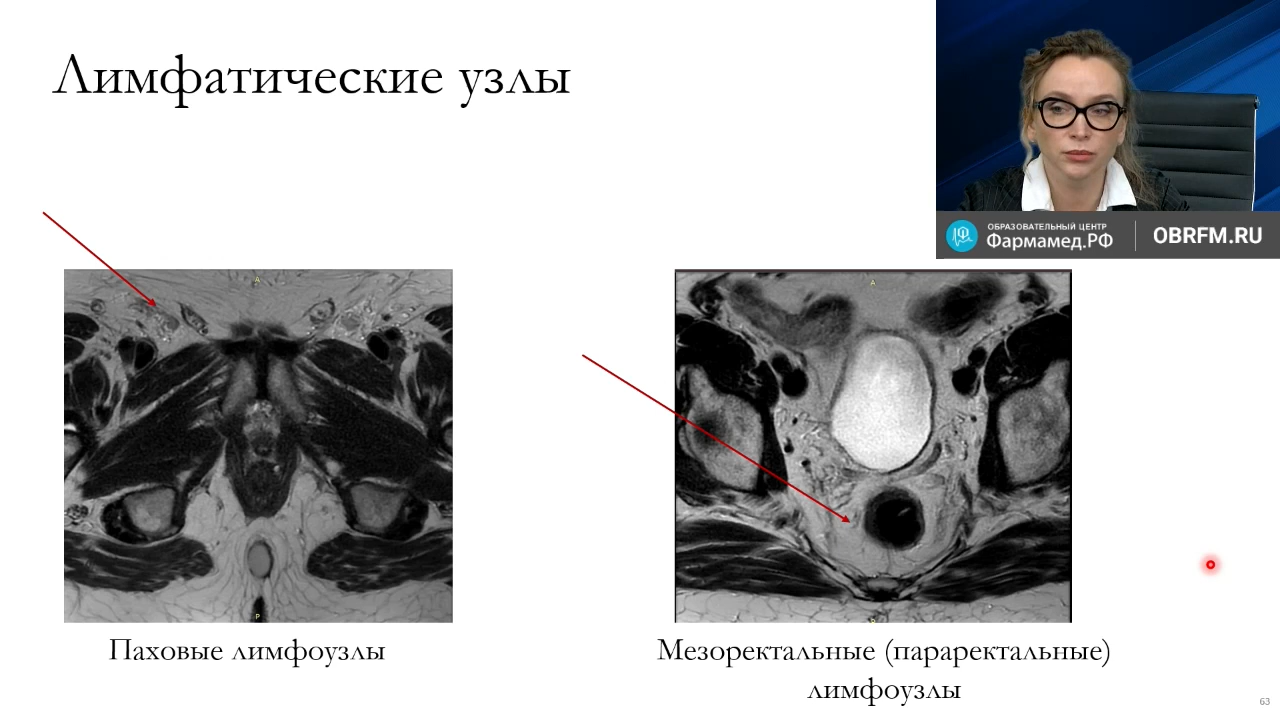 Лимфатические узлы
ОБРАЗОВАТЕЛЬНЫЙ ЦЕНТР
Фармамед.РФ
OBRFM.RU
A
A
P
Паховые лимфоузлы
Мезоректальные (параректальные)
лимфоузлы
63